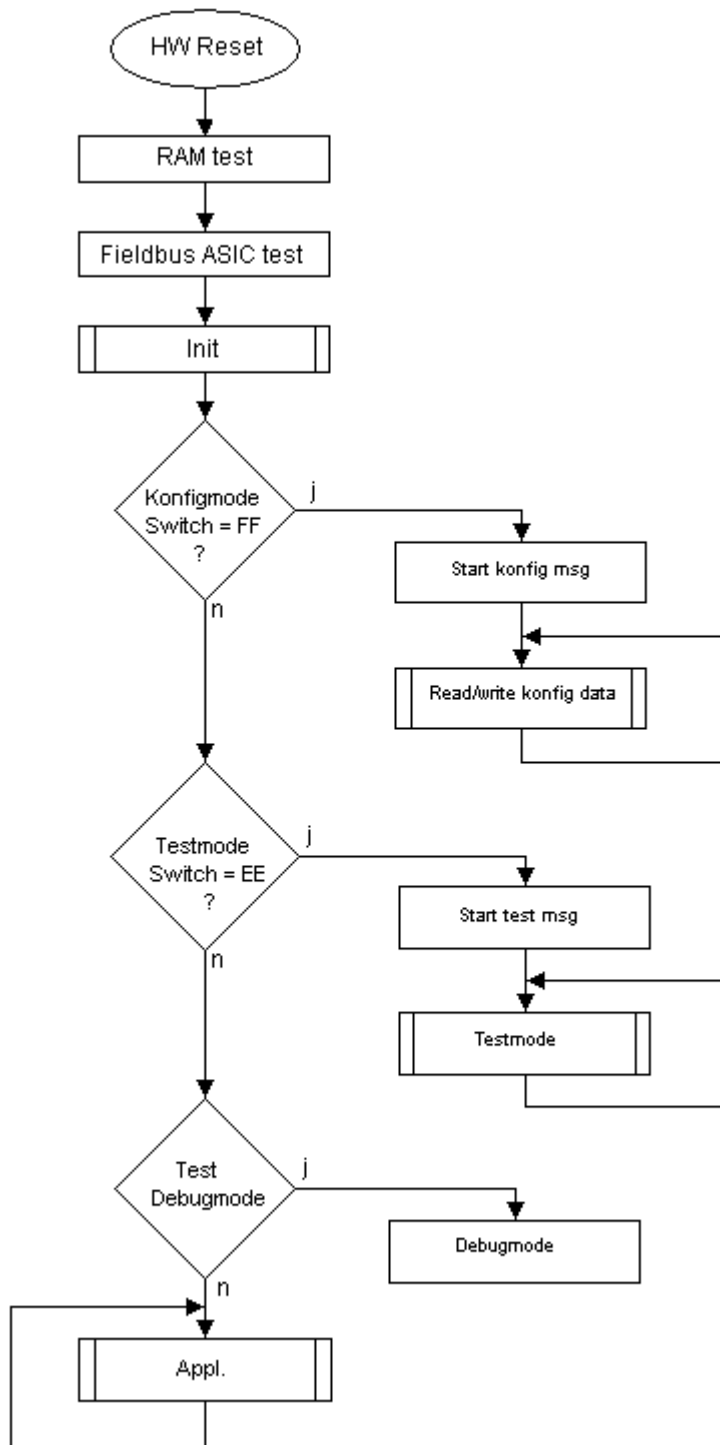 HW Reset
RAM test
Fieldbus ASIC test
Init
Konfigmode
Switch = FF
?
j
n
Start konfig msg
Read/write konfig data
Testmode
Switch = EE
?
j
n
Start test msg
Testmode
Test
Debugmode
j
n
Debugmode
Appl.